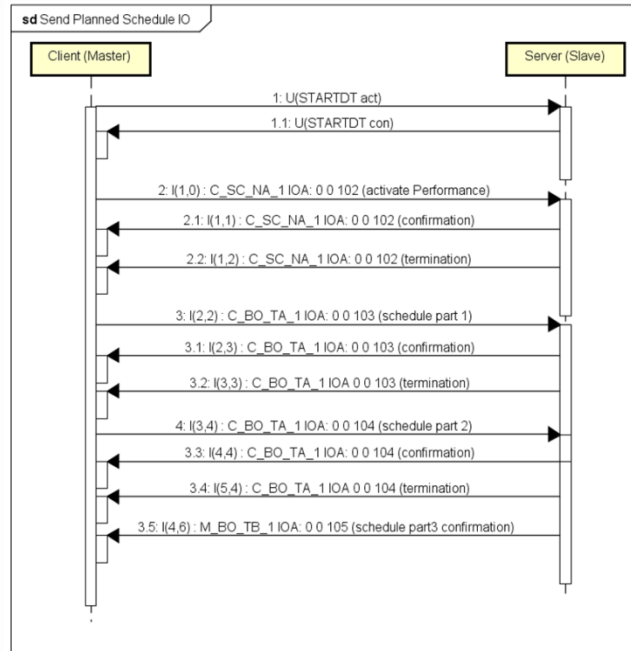 sd Send Planned Schedule IO
Client (Master)
Server (Slave)
1: U(STARTDT act)
1.1: U(STARTDT con)
2: I(1,0) : C_SC_NA_1 IOA: 0 0 102 (activate Performance)
2.1: I(1,1) : C_SC_NA_1 IOA: 0 0 102 (confirmation)
2.2: I(1,2) : C_SC_NA_1 IOA: 0 0 102 (termination)
3: I(2,2) : C_BO_TA_1 IOA: 0 0 103 (schedule part 1)
3.1: I(2,3) : C_BO_TA_1 IOA: 0 0 103 (confirmation)
3.2: I(3,3) : C_BO_TA_1 IOA 0 0 103 (termination)
4: I(3,4) : C_BO_TA_1 IOA: 0 0 104 (schedule part 2)
3.3: I(4,4) : C_BO_TA_1 IOA: 0 0 104 (confirmation)
3.4: I(5,4) : C_BO_TA_1 IOA 0 0 104 (termination)
3.5: I(4,6) : M_BO_TB_1 IOA: 0 0 105 (schedule part3 confirmation)